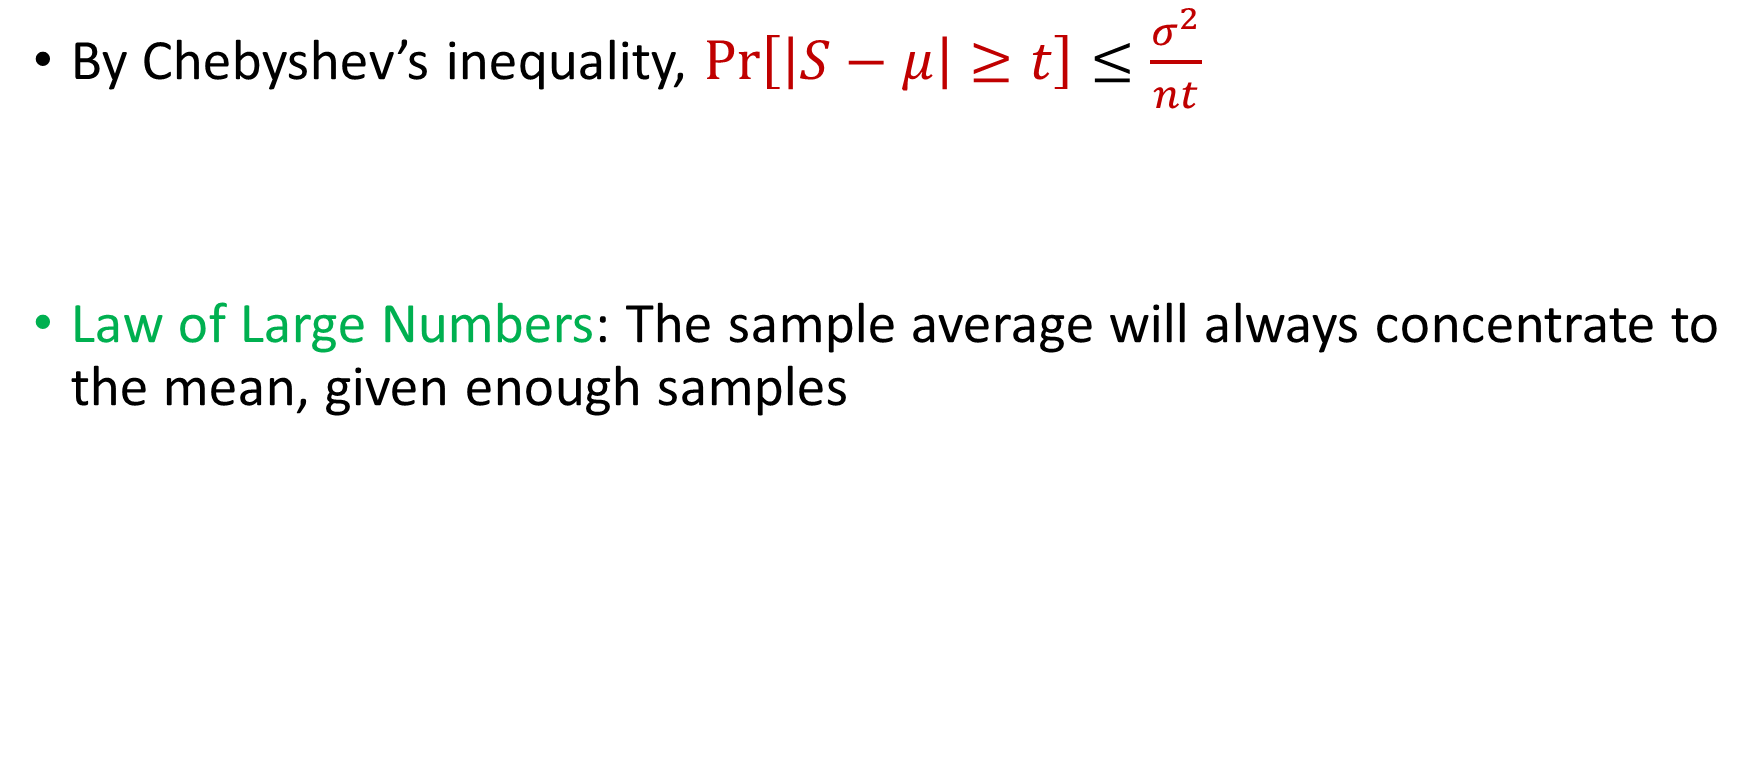 • By Chebyshev’s inequality, Pr[|S − μ| ≥ t] ≤ σ²/nt
• Law of Large Numbers: The sample average will always concentrate to
the mean, given enough samples